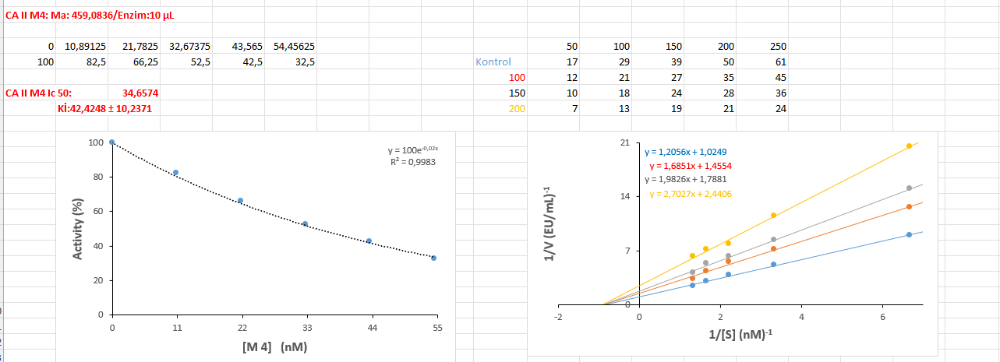 CA II M4: Ma: 459,0836/Enzim:10 µL
0 10,89125 21,7825 32,67375 43,565 54,45625
100 82,5 66,25 52,5 42,5 32,5
CA II M4 Ic 50: 34,6574
Kİ:42,4248 ± 10,2371
50 100 150 200 250
Kontrol 17 29 39 50 61
100 12 21 27 35 45
150 10 18 24 28 36
200 7 13 19 21 24
y = 100e^-0,02x
R² = 0,9983
Activity (%)
100
80
60
40
20
0
0 11 22 33 44 55
[M 4] (nM)
y = 1,2056x + 1,0249
y = 1,6851x + 1,4554
y = 1,9826x + 1,7881
y = 2,7027x + 2,4406
1/V (EU/mL)⁻¹
21
14
7
0
-2 0 2 4 6
1/[S] (nM)⁻¹